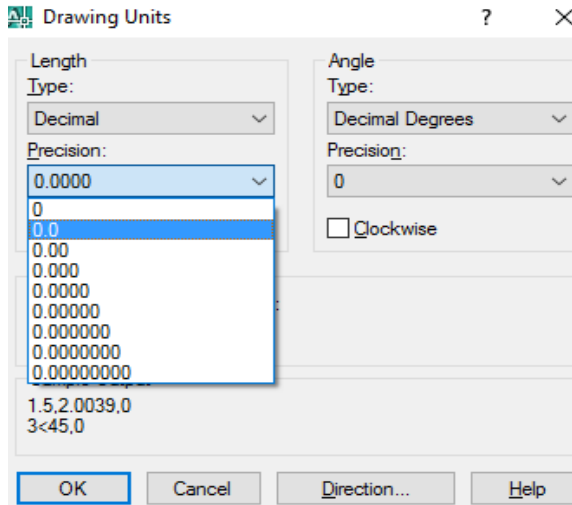 Drawing Units
?
Length
Type:
Decimal
Precision:
0.0000
0
0.0
0.00
0.000
0.0000
0.00000
0.000000
0.0000000
0.00000000
Angle
Type:
Decimal Degrees
Precision:
0
Clockwise
1.5,2.0039,0
3<45,0
OK
Cancel
Direction...
Help